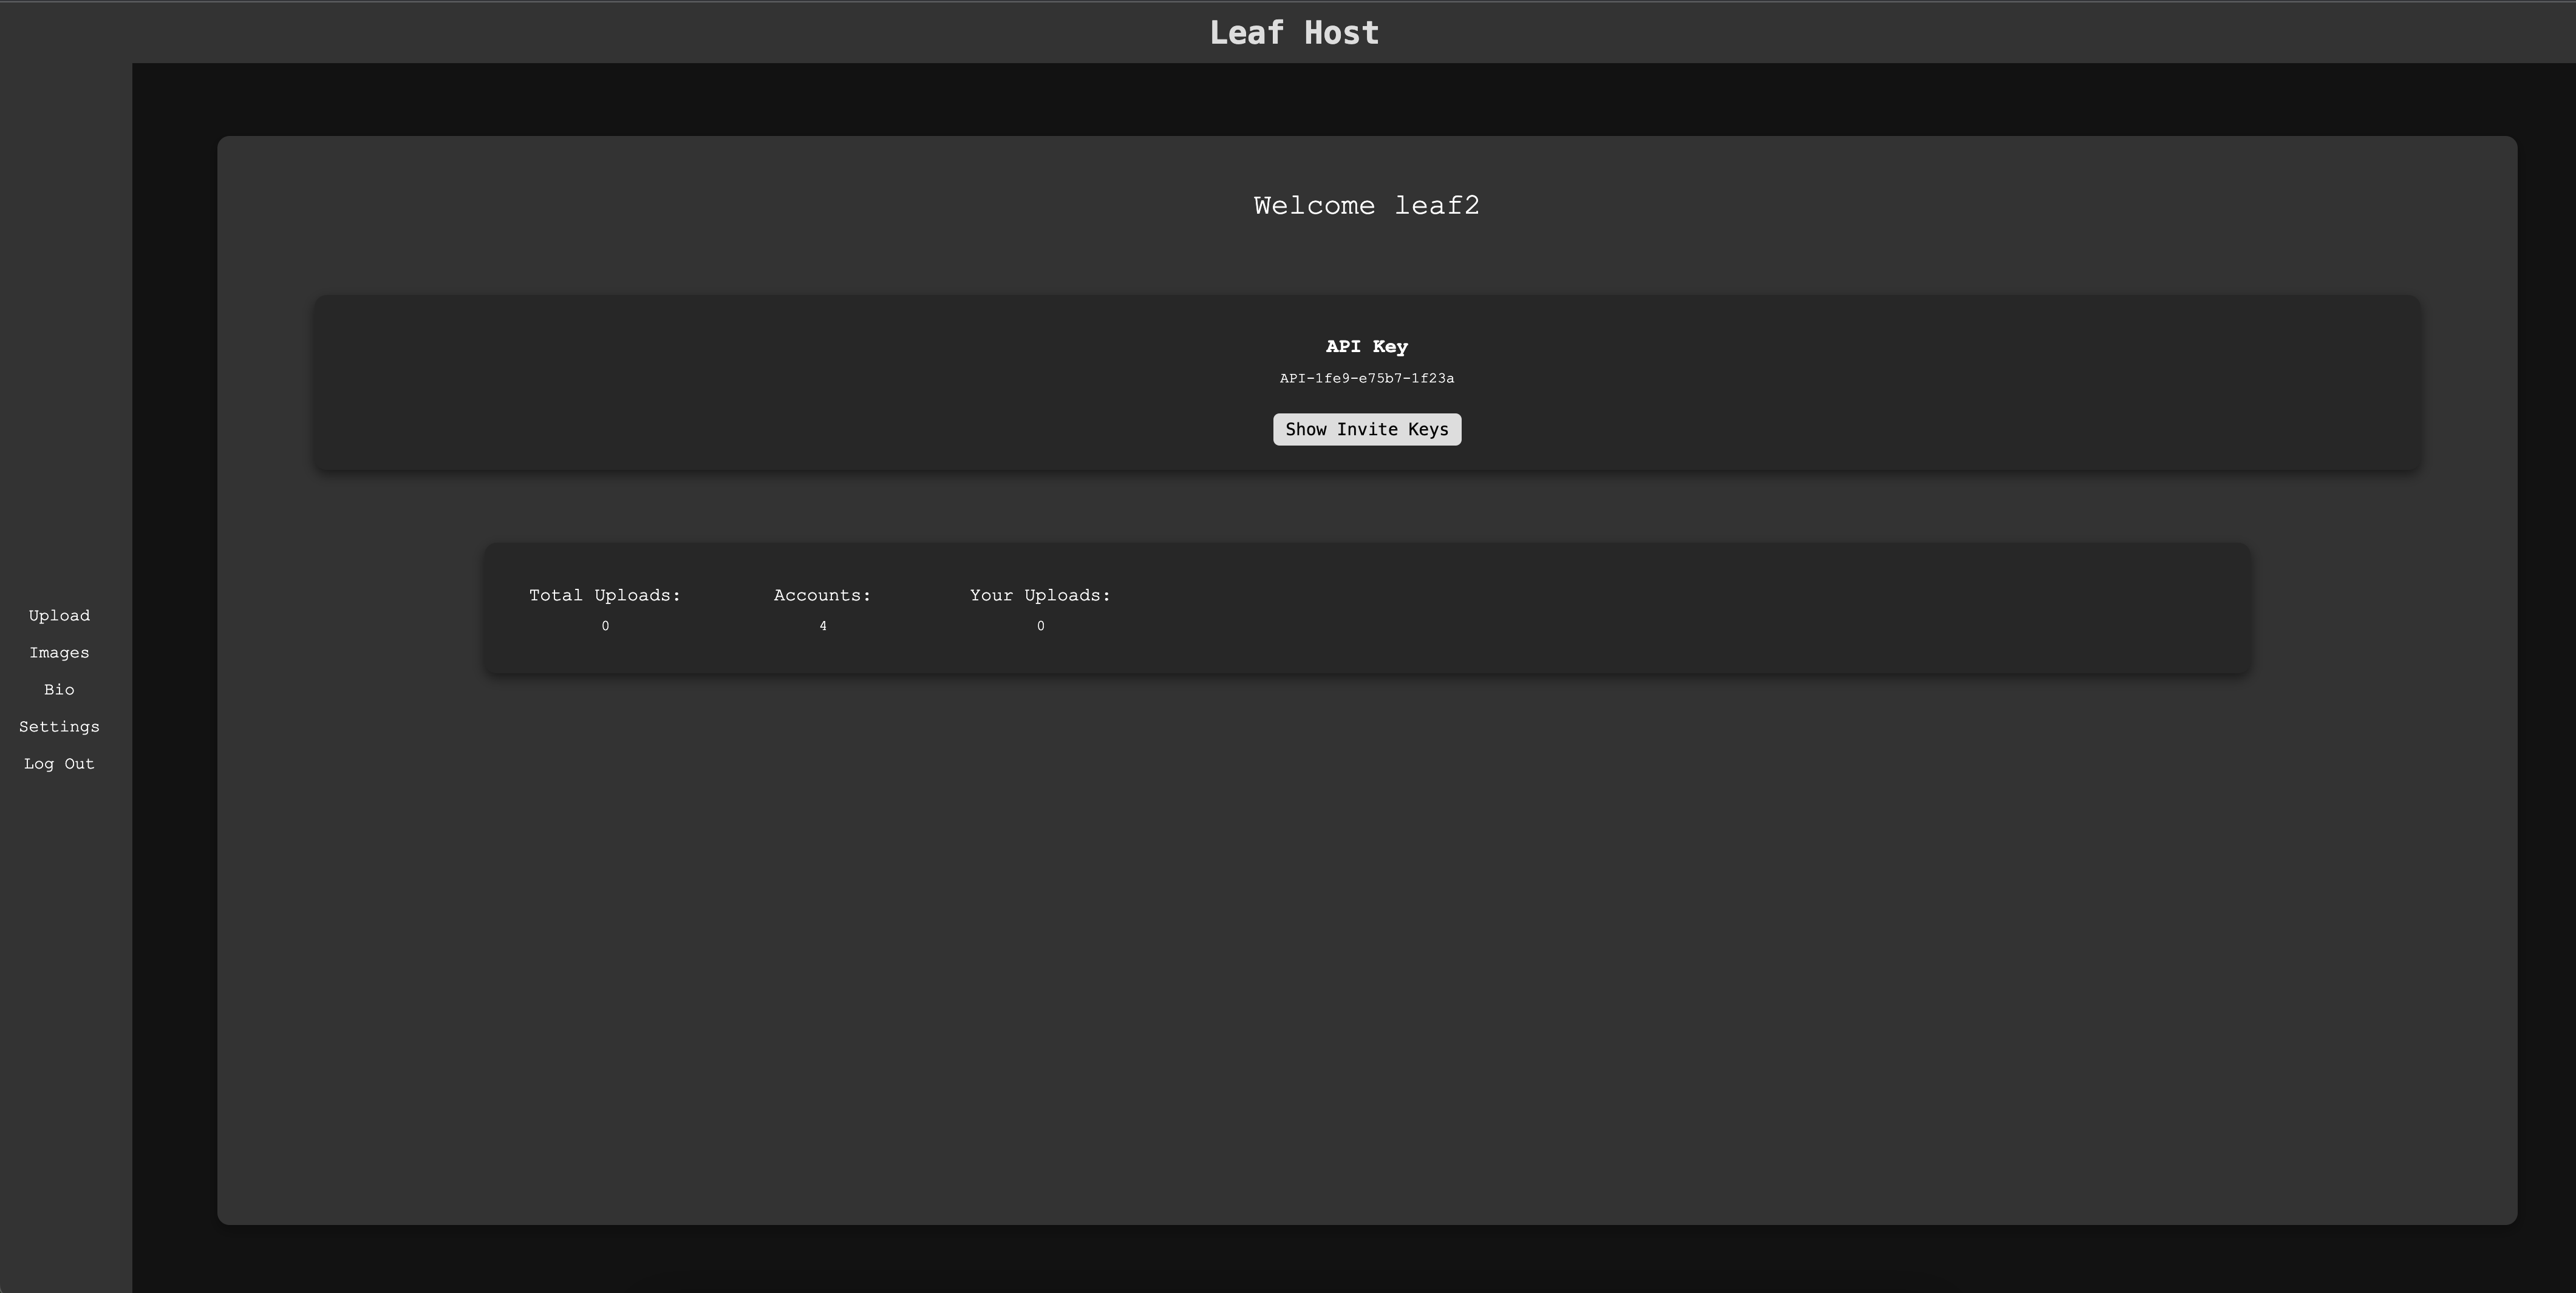 Leaf Host
Welcome leaf2
API Key
API-1fe9-e75b7-1f23a
Show Invite Keys
Total Uploads: Accounts: Your Uploads:
0 4 0
Upload
Images
Bio
Settings
Log Out